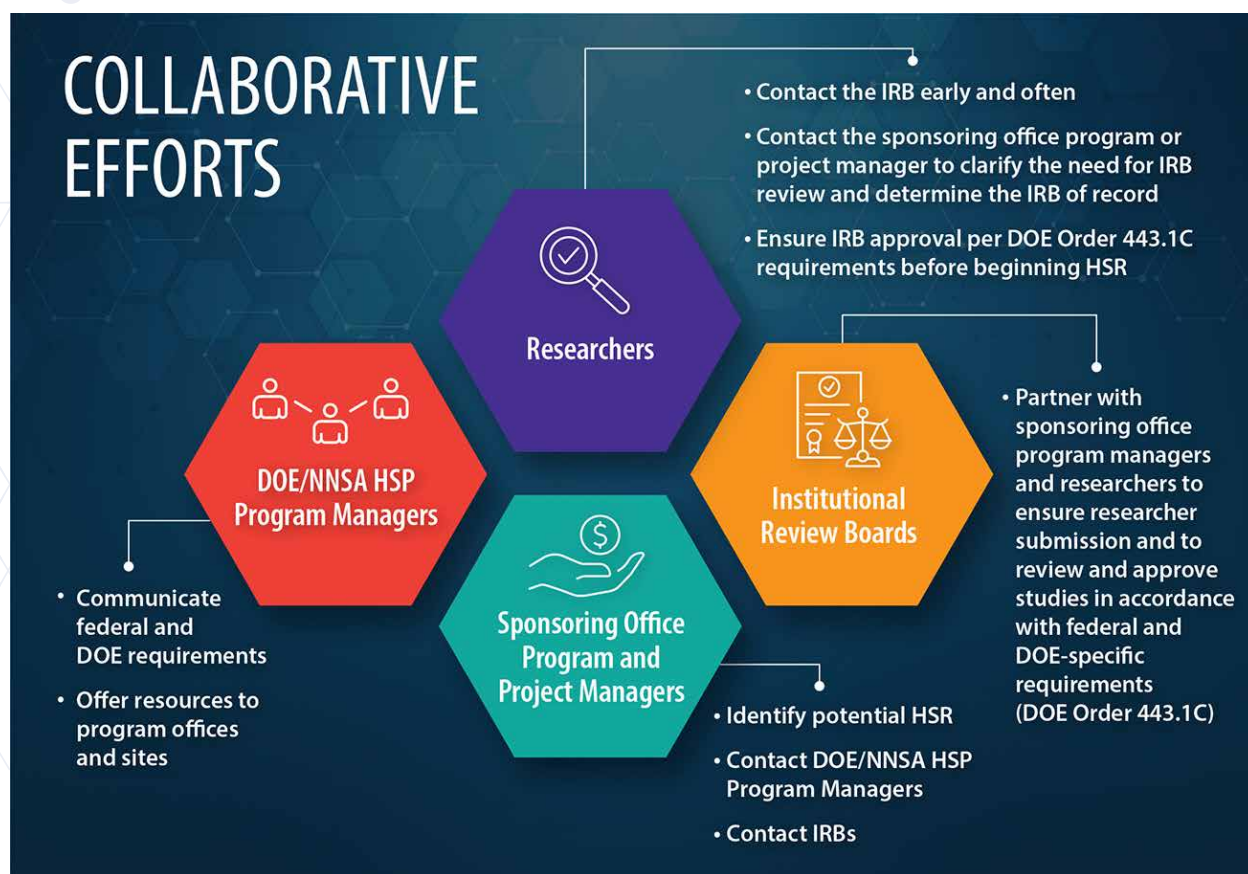 COLLABORATIVE
EFFORTS
• Contact the IRB early and often
• Contact the sponsoring office program or
project manager to clarify the need for IRB
review and determine the IRB of record
• Ensure IRB approval per DOE Order 443.1C
requirements before beginning HSR
Researchers
DOE/NNSA HSP
Program Managers
Institutional
Review Boards
• Partner with
sponsoring office
program managers
and researchers to
ensure researcher
submission and to
review and approve
studies in accordance
with federal and
DOE-specific
requirements
(DOE Order 443.1C)
• Communicate
federal and
DOE requirements
• Offer resources to
program offices
and sites
$
Sponsoring Office
Program and
Project Managers
• Identify potential HSR
• Contact DOE/NNSA HSP
Program Managers
• Contact IRBs